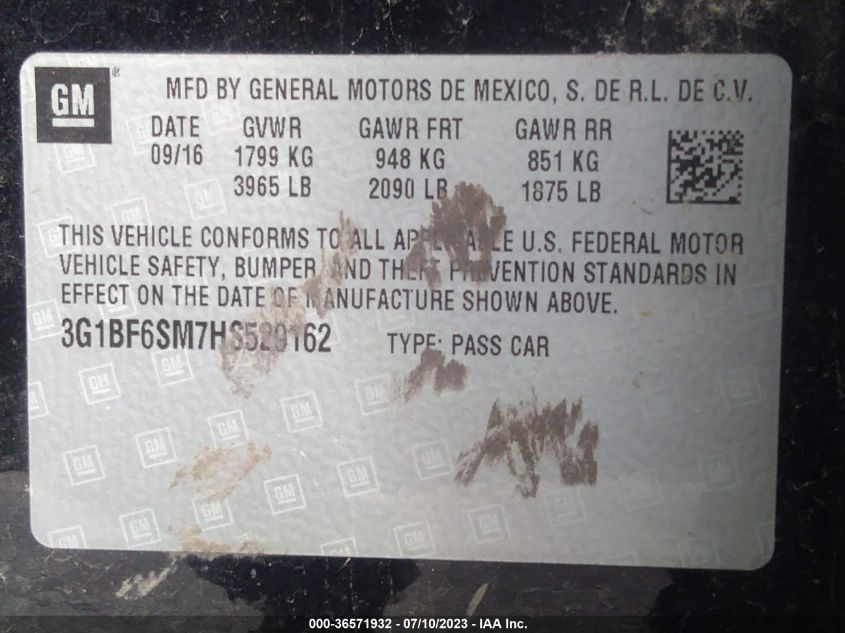 GM
MFD BY GENERAL MOTORS DE MEXICO, S. DE R.L. DE C.V.
DATE GVWR GAWR FRT GAWR RR
09/16 1799 KG 948 KG 851 KG
3965 LB 2090 LB 1875 LB
THIS VEHICLE CONFORMS TO ALL APPLICABLE U.S. FEDERAL MOTOR
VEHICLE SAFETY, BUMPER, AND THEFT PREVENTION STANDARDS IN
EFFECT ON THE DATE OF MANUFACTURE SHOWN ABOVE.
3G1BF6SM7HS529162 TYPE: PASS CAR
000-36571932 - 07/10/2023 - IAA Inc.